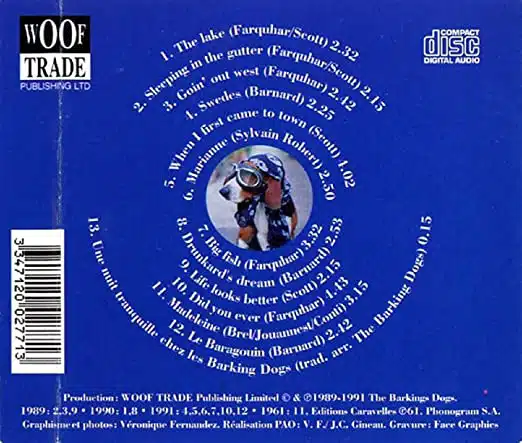 WOOF
TRADE
PUBLISHING LTD
COMPACT
disc
DIGITAL AUDIO
1. The lake (Farquhar/Scott) 2.32
2. Sleeping in the gutter (Farquhar/Scott) 2.15
3. Goin' out west (Farquhar) 2.42
4. Swedes (Barnard) 2.25
5. When I first came to town (Scott) 4.02
6. Marianne (Sylvain Robert) 2.50
7. Big fish (Farquhar) 3.52
8. Drunkard's dream (Barnard) 2.53
9. Life looks better (Scott) 2.15
10. Did you ever (Farquhar) 4.43
11. Madeleine (Brel/Jouannest/Conti) 3.15
12. Le Baragouin (Barnard) 2.42
13. Une nuit tranquille chez les Barking Dogs (trad. arr. The Barking Dogs) 0.15
3 347120 027713
Production : WOOF TRADE Publishing Limited © & ℗1989-1991 The Barkings Dogs.
1989 : 2,3,9 • 1990 : 1,8 • 1991 : 4,5,6,7,10,12 • 1961 : 11, Editions Caravelles ℗61. Phonogram S.A.
Graphisme et photos : Véronique Fernandez. Réalisation PAO : V. F./ J.C. Gineau. Gravure : Face Graphics